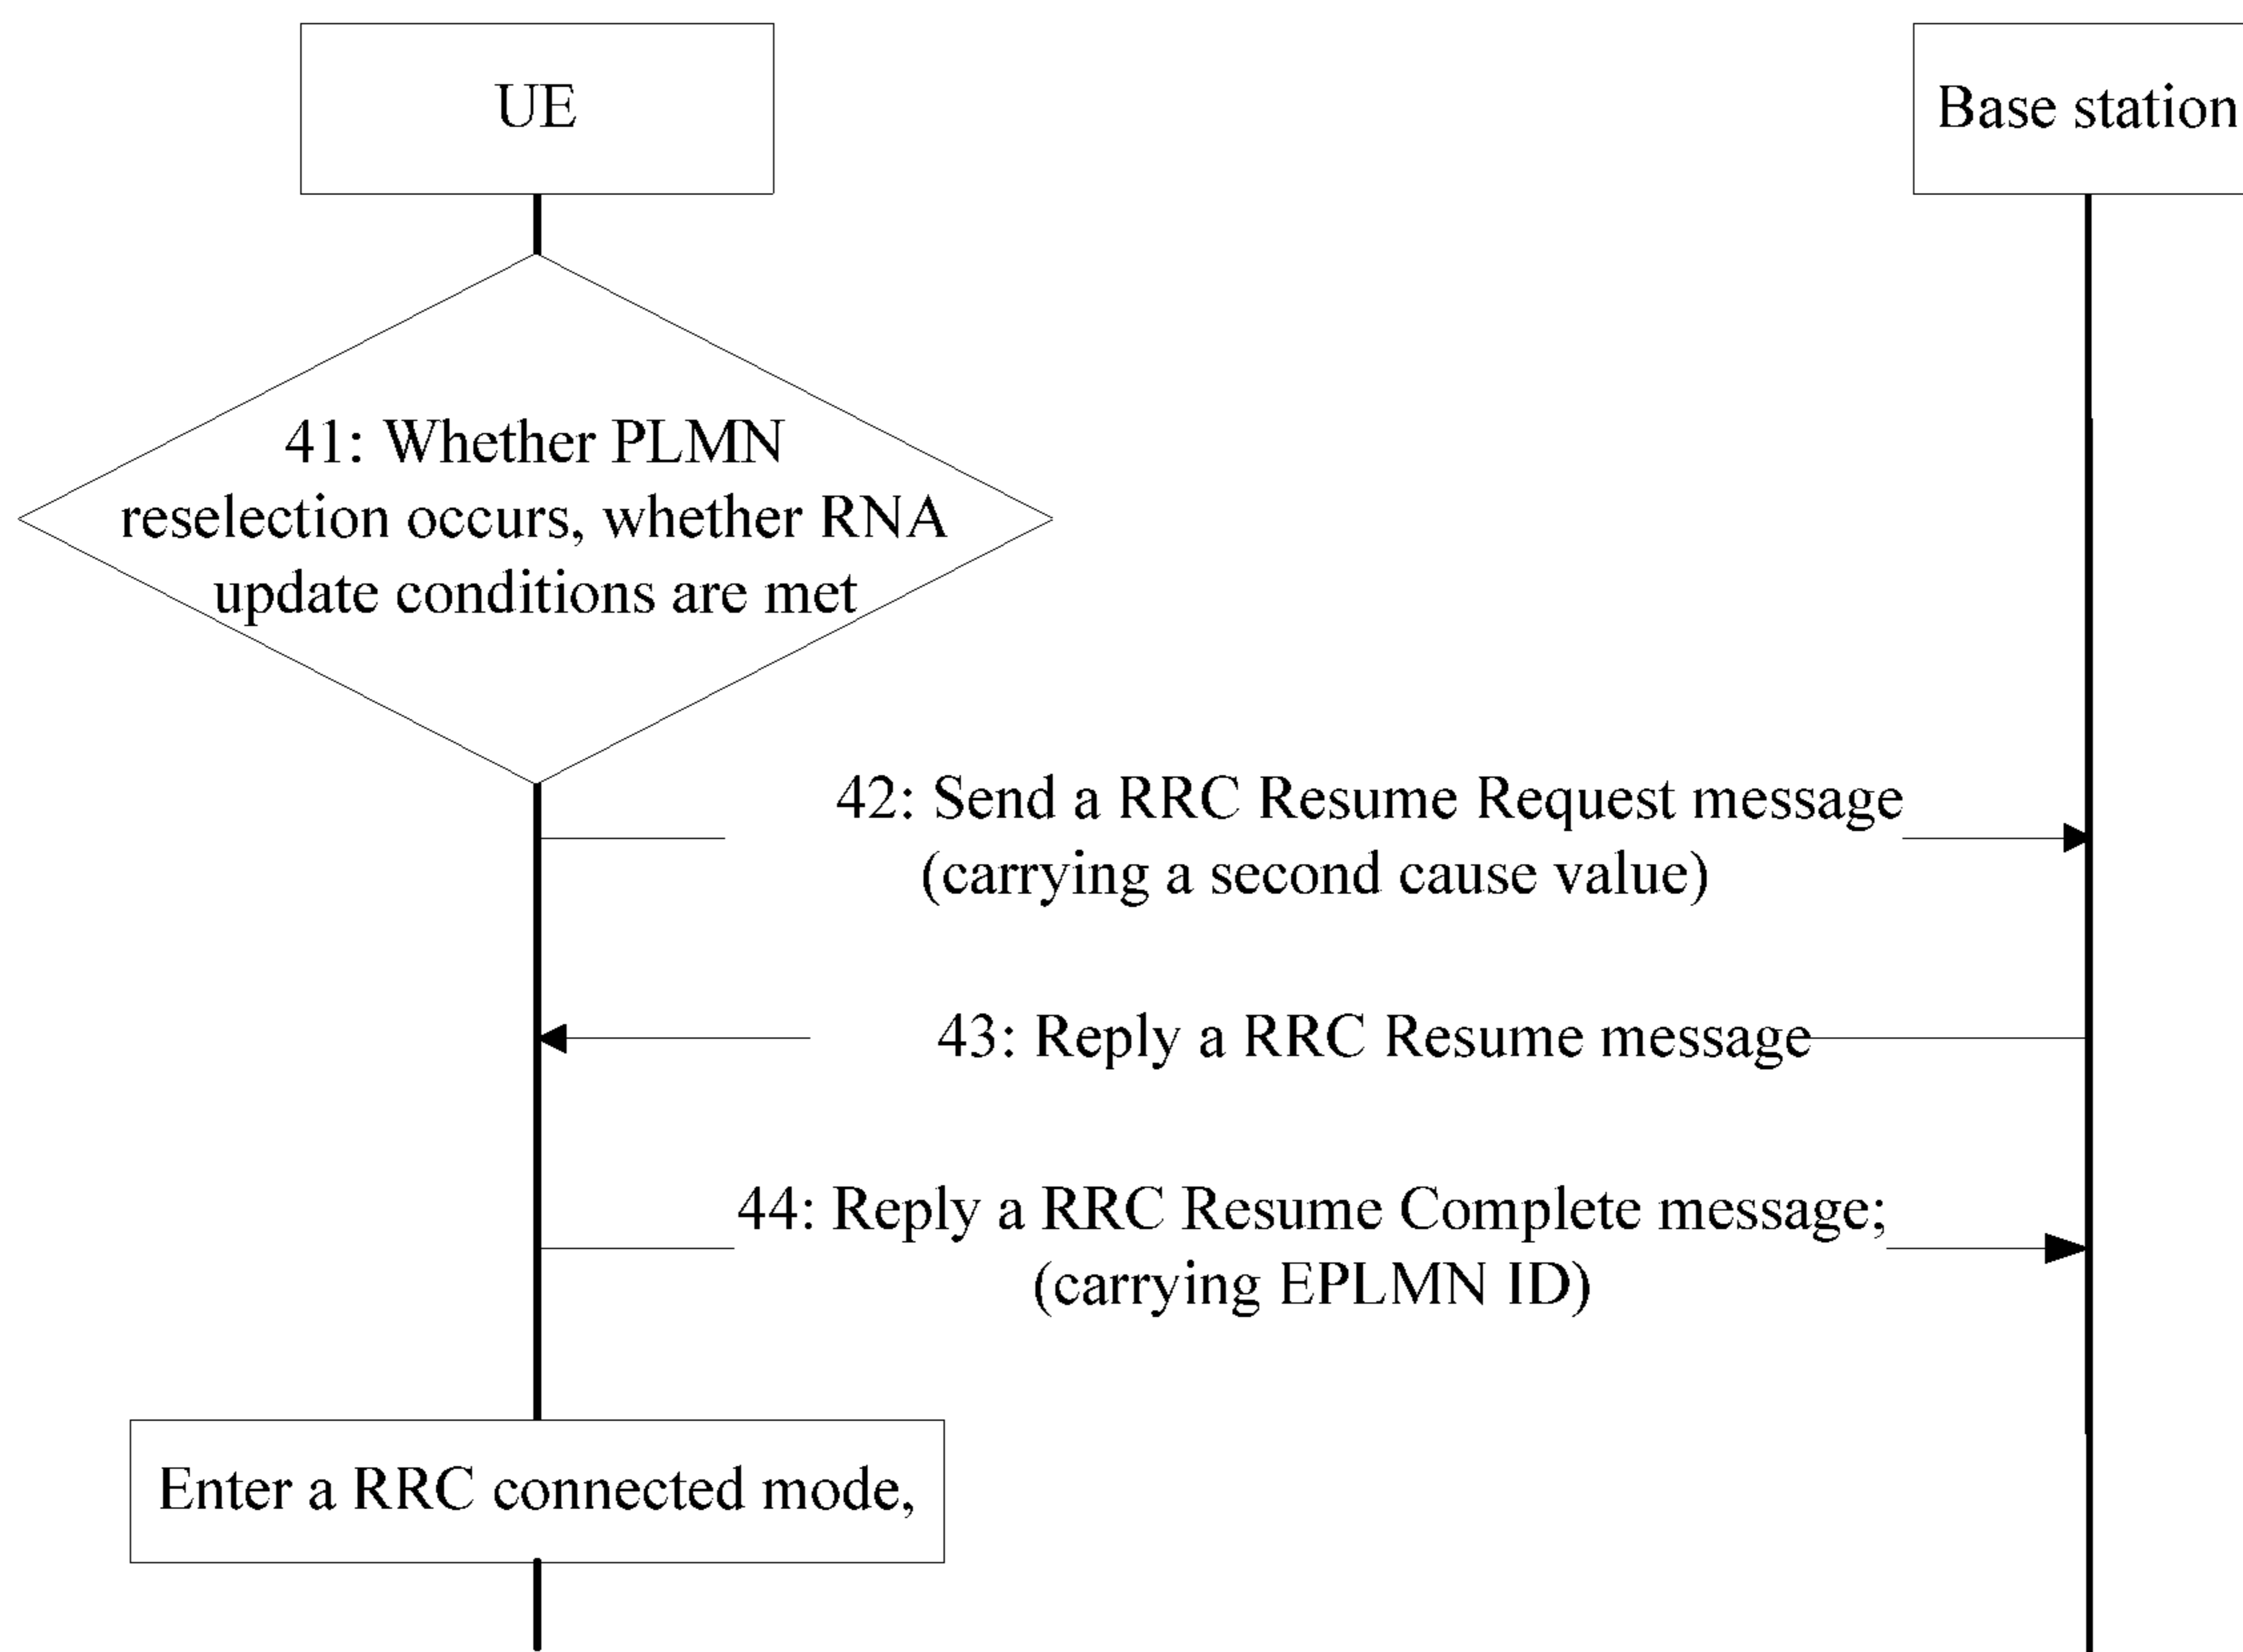 UE
Base station
41: Whether PLMN
reselection occurs, whether RNA
update conditions are met
42: Send a RRC Resume Request message
(carrying a second cause value)
43: Reply a RRC Resume message
44: Reply a RRC Resume Complete message;
(carrying EPLMN ID)
Enter a RRC connected mode,